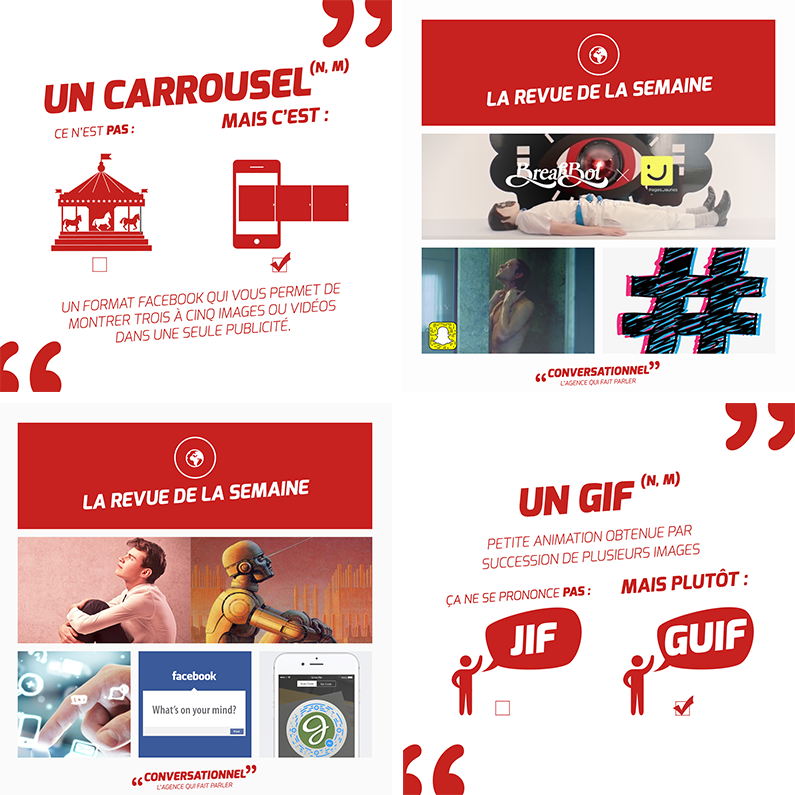 UN CARROUSEL (N, M)
CE N'EST PAS :
MAIS C'EST :
UN FORMAT FACEBOOK QUI VOUS PERMET DE
MONTRER TROIS À CINQ IMAGES OU VIDÉOS
DANS UNE SEULE PUBLICITÉ.
LA REVUE DE LA SEMAINE
BreakBot X PagesJaunes
#
“CONVERSATIONNEL”
L'AGENCE QUI FAIT PARLER
LA REVUE DE LA SEMAINE
facebook
What's on your mind?
“CONVERSATIONNEL”
L'AGENCE QUI FAIT PARLER
UN GIF (N, M)
PETITE ANIMATION OBTENUE PAR
SUCCESSION DE PLUSIEURS IMAGES
ÇA NE SE PRONONCE PAS :
MAIS PLUTÔT :
JIF
GUIF